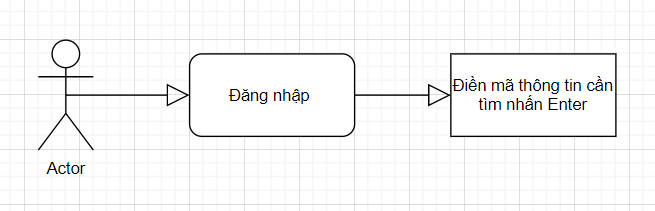 Đăng nhập
Điền mã thông tin cần
tìm nhấn Enter
Actor